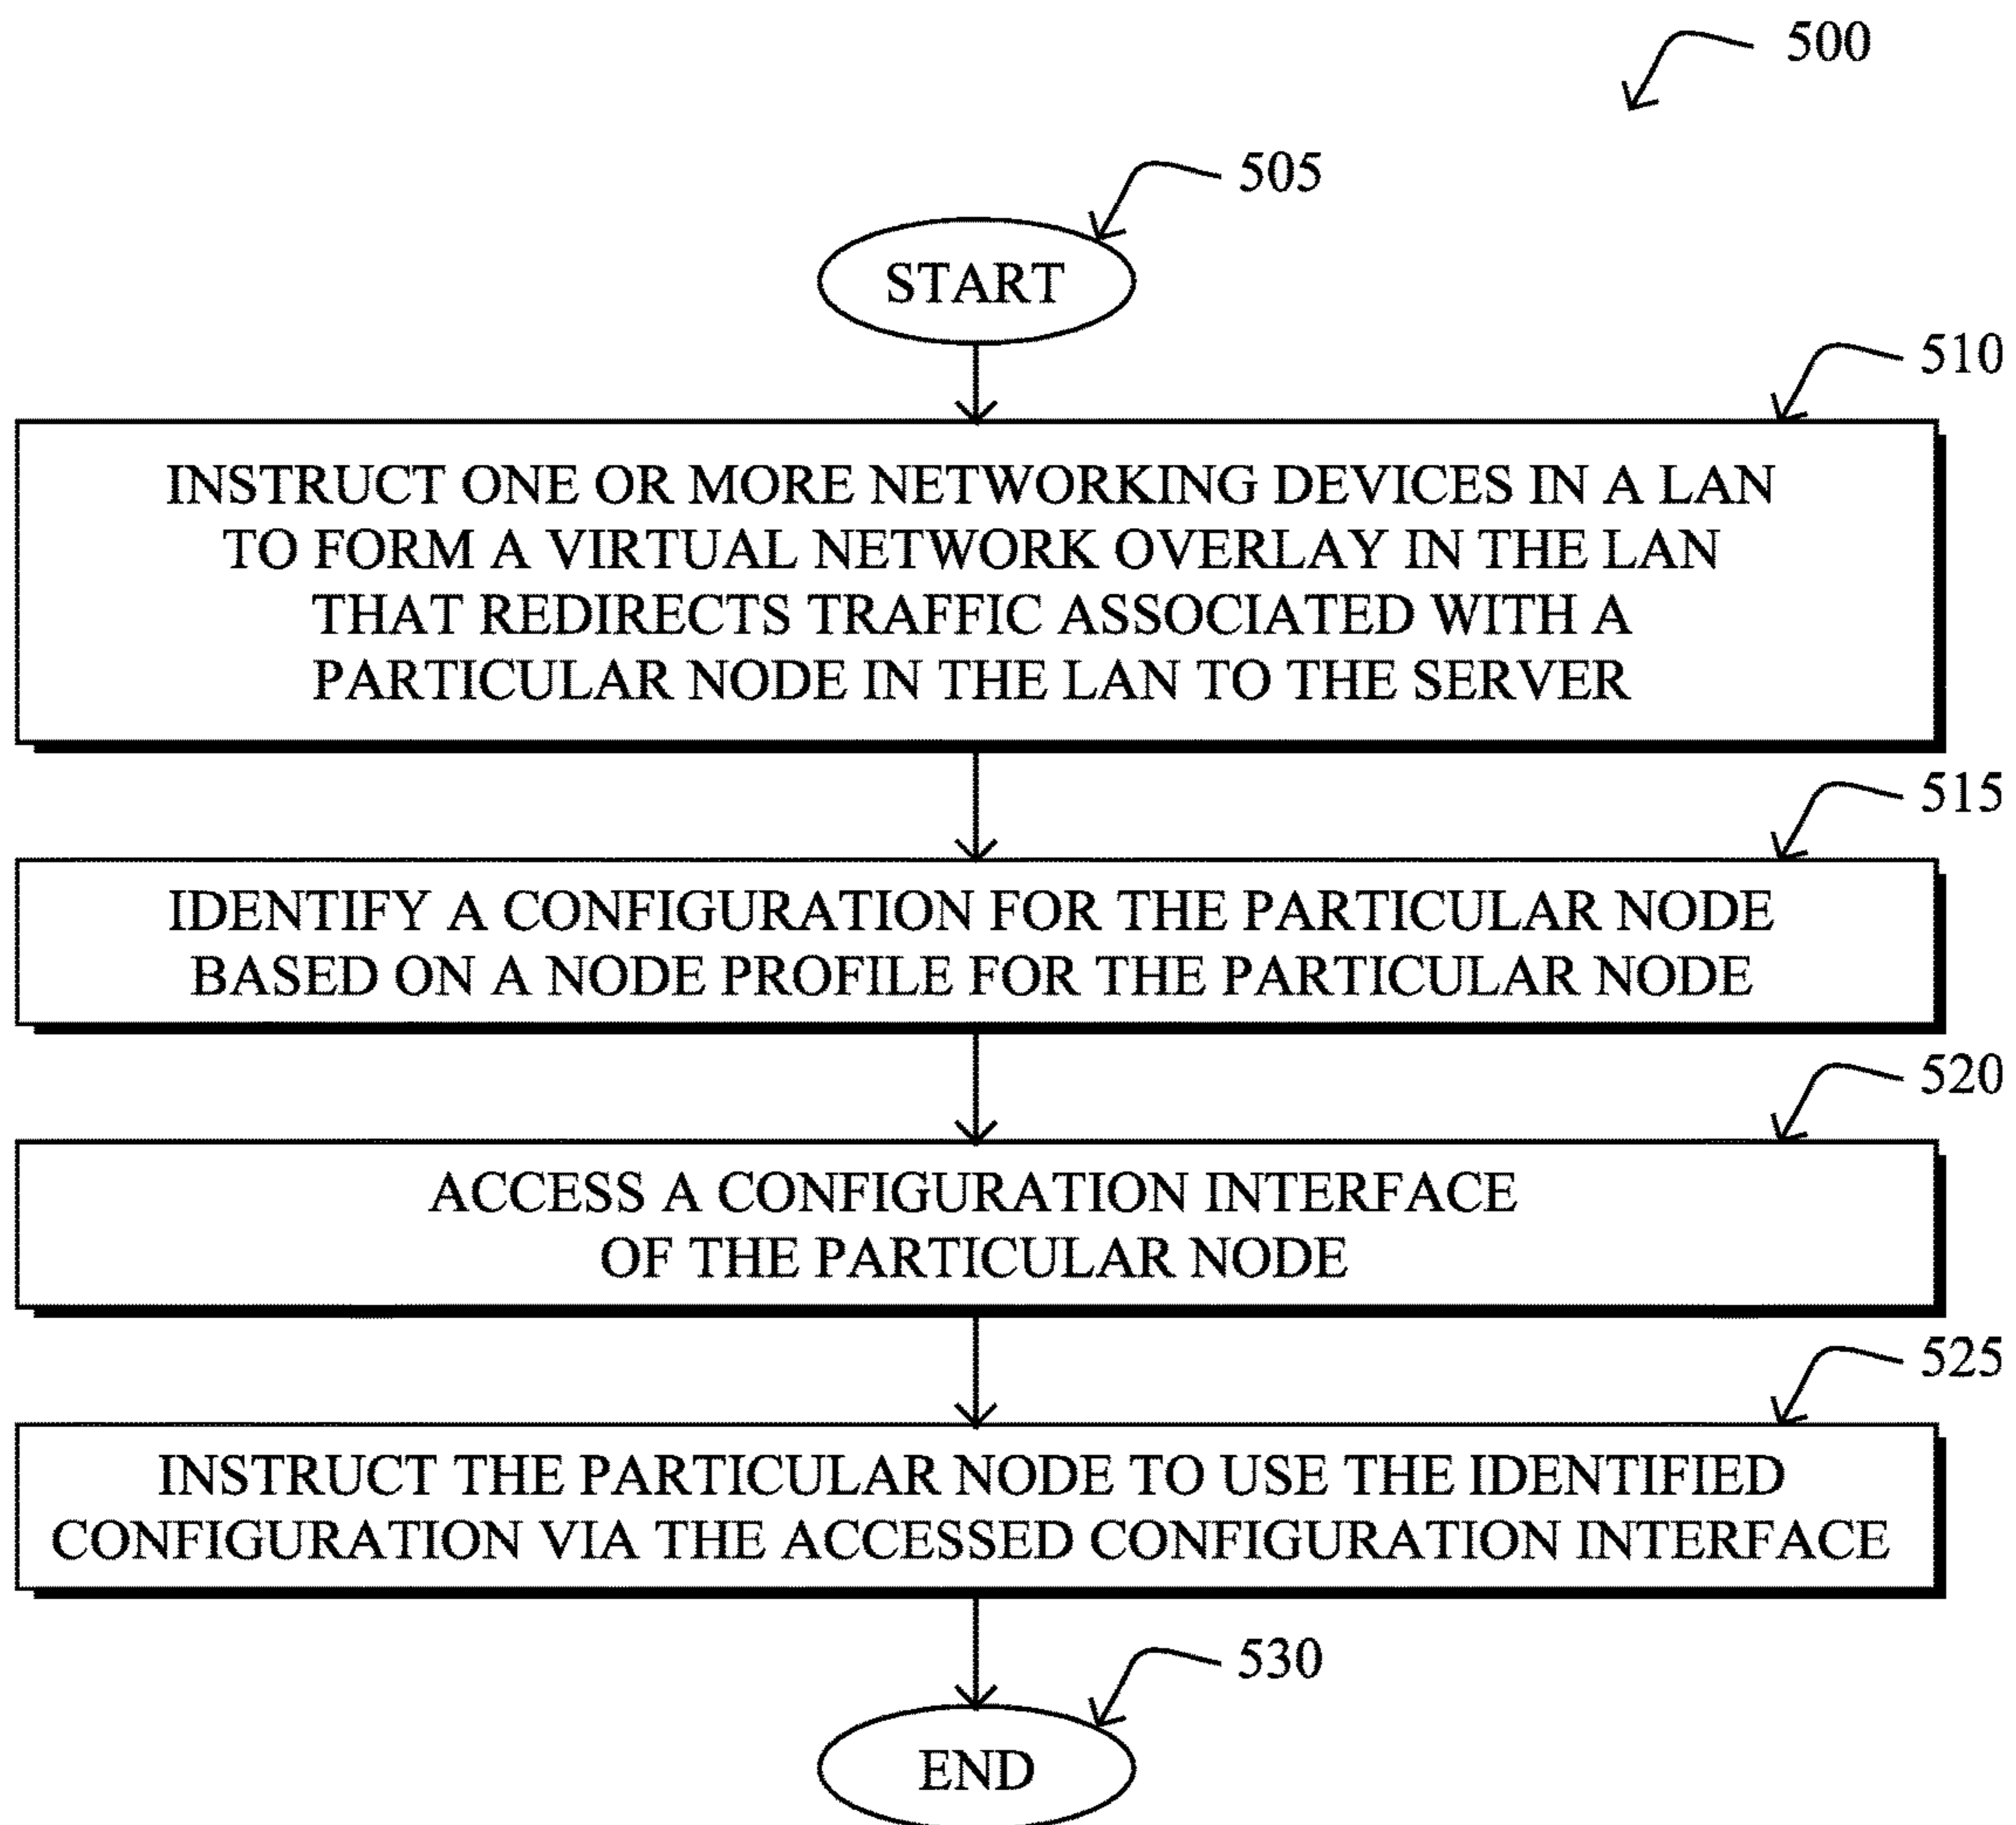 500
505
START
510
INSTRUCT ONE OR MORE NETWORKING DEVICES IN A LAN
TO FORM A VIRTUAL NETWORK OVERLAY IN THE LAN
THAT REDIRECTS TRAFFIC ASSOCIATED WITH A
PARTICULAR NODE IN THE LAN TO THE SERVER
515
IDENTIFY A CONFIGURATION FOR THE PARTICULAR NODE
BASED ON A NODE PROFILE FOR THE PARTICULAR NODE
520
ACCESS A CONFIGURATION INTERFACE
OF THE PARTICULAR NODE
525
INSTRUCT THE PARTICULAR NODE TO USE THE IDENTIFIED
CONFIGURATION VIA THE ACCESSED CONFIGURATION INTERFACE
530
END